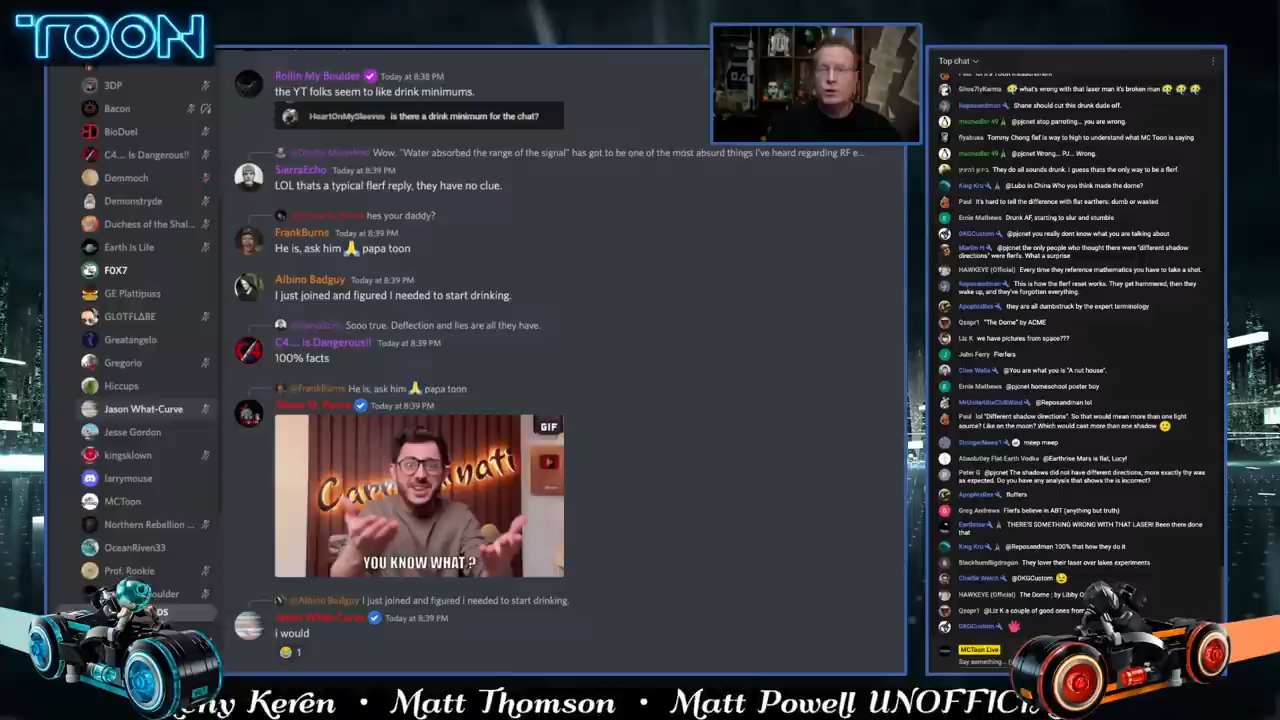 TOON
3DP
Bacon
BioDuel
C4.... Is Dangerous!!
Demmoch
Demonstryde
Duchess of the Shal...
Earth Is Life
FOX7
GE Plattipuss
GL0TFLΔBE
Greatangelo
Gregorio
Hiccups
Jason What-Curve
Jesse Gordon
kingsklown
larrymouse
MCToon
Northern Rebellion ...
OceanRiven33
Prof. Rookie
Rollin My Boulder Today at 8:38 PM
the YT folks seem to like drink minimums.
HeartOnMySleeves is there a drink minimum for the chat?
Wow. "Water absorbed the range of the signal" has got to be one of the most absurd things I've heard regarding RF e...
SierraEcho Today at 8:39 PM
LOL thats a typical flerf reply, they have no clue.
hes your daddy?
FrankBurns Today at 8:39 PM
He is, ask him 🙏 papa toon
Albino Badguy Today at 8:39 PM
I just joined and figured I needed to start drinking.
@SierraEcho Sooo true. Deflection and lies are all they have.
C4.... Is Dangerous!! Today at 8:39 PM
100% facts
@FrankBurns He is, ask him 🙏 papa toon
Today at 8:39 PM
GIF
YOU KNOW WHAT ?
@Albino Badguy I just joined and figured I needed to start drinking.
Jason What-Curve Today at 8:39 PM
i would
😂 1
Top chat
Ghos7lyKarma what's wrong with that laser man it's broken man
Reposandman Shane should cut this drunk dude off.
macnedler 49 @pjcnet stop parroting... you are wrong.
flyabusa Tommy Chong flef is way to high to understand what MC Toon is saying
macnedler 49 @pjcnet Wrong... PJ... Wrong.
They do all sounds drunk. I guess thats the only way to be a flerf.
King Kru @Lubo in China Who you think made the dome?
Paul it's hard to tell the difference with flat earthers: dumb or wasted
Ernie Mathews Drunk AF, starting to slur and stumble
DKGCustom @pjcnet you really dont know what you are talking about
Martin H @pjcnet the only people who thought there were "different shadow
directions" were flerfs. What a surprise
HAWKEYE (Official) Every time they reference mathematics you have to take a shot.
Reposandman This is how the flerf reset works. They get hammered, then they
wake up, and they've forgotten everything.
ApophisRex they are all dumbstruck by the expert terminology
Qzopr1 "The Dome" by ACME
Liz K we have pictures from space???
John Ferry Flerfers
Clive Wells @You are what you is "A nut house".
Ernie Mathews @pjcnet homeschool poster boy
@Reposandman lol
Paul lol "Different shadow directions". So that would mean more than one light
source? Like on the moon? Which would cast more than one shadow 🙂
StringerNews1 meep meep
Absolutley Flat Earth Vodka @Earthrise Mars is flat, Lucy!
Peter G @pjcnet The shadows did not have different directions, more exactly thy was
as expected. Do you have any analysis that shows the is incorrect?
ApophisRex fluffers
Greg Andrews Flerfs believe in ABT (anything but truth)
THERE'S SOMETHING WRONG WITH THAT LASER! Been there done
that
King Kru @Reposandman 100% that how they do it
Blackhumbigdragon They lover their laser over lakes experiments
Charlie Welch @DKGCustom 😢
HAWKEYE (Official) The Dome : by Libby O
Qzopr1 @Liz K a couple of good ones from
DKGCustom
MCToon Live
Say something...
ny Keren • Matt Thomson • Matt Powell UNOFFICI